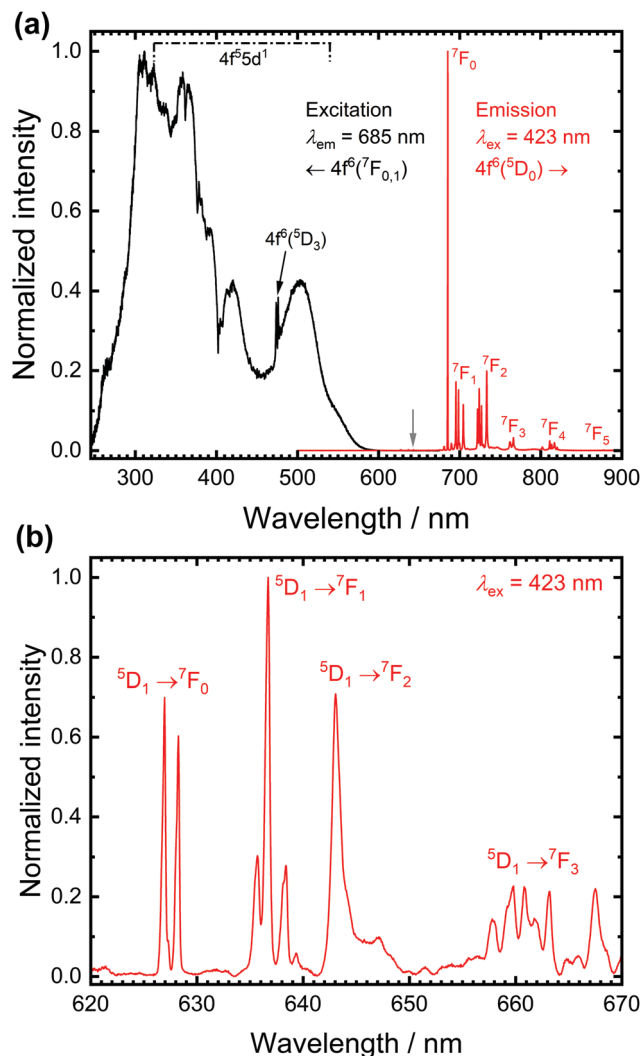 (a)
1.0
0.8
0.6
0.4
0.2
0.0
Normalized intensity
4f⁵5d¹
Excitation
λem = 685 nm
← 4f⁶(⁷F₀,₁)
Emission
λex = 423 nm
4f⁶(⁵D₀) →
4f⁶(⁵D₃)
⁷F₀
⁷F₁
⁷F₂
⁷F₃
⁷F₄
⁷F₅
300 400 500 600 700 800 900
Wavelength / nm
(b)
1.0
0.8
0.6
0.4
0.2
0.0
Normalized intensity
λex = 423 nm
⁵D₁ →⁷F₁
⁵D₁ →⁷F₀
⁵D₁ →⁷F₂
⁵D₁ →⁷F₃
620 630 640 650 660 670
Wavelength / nm